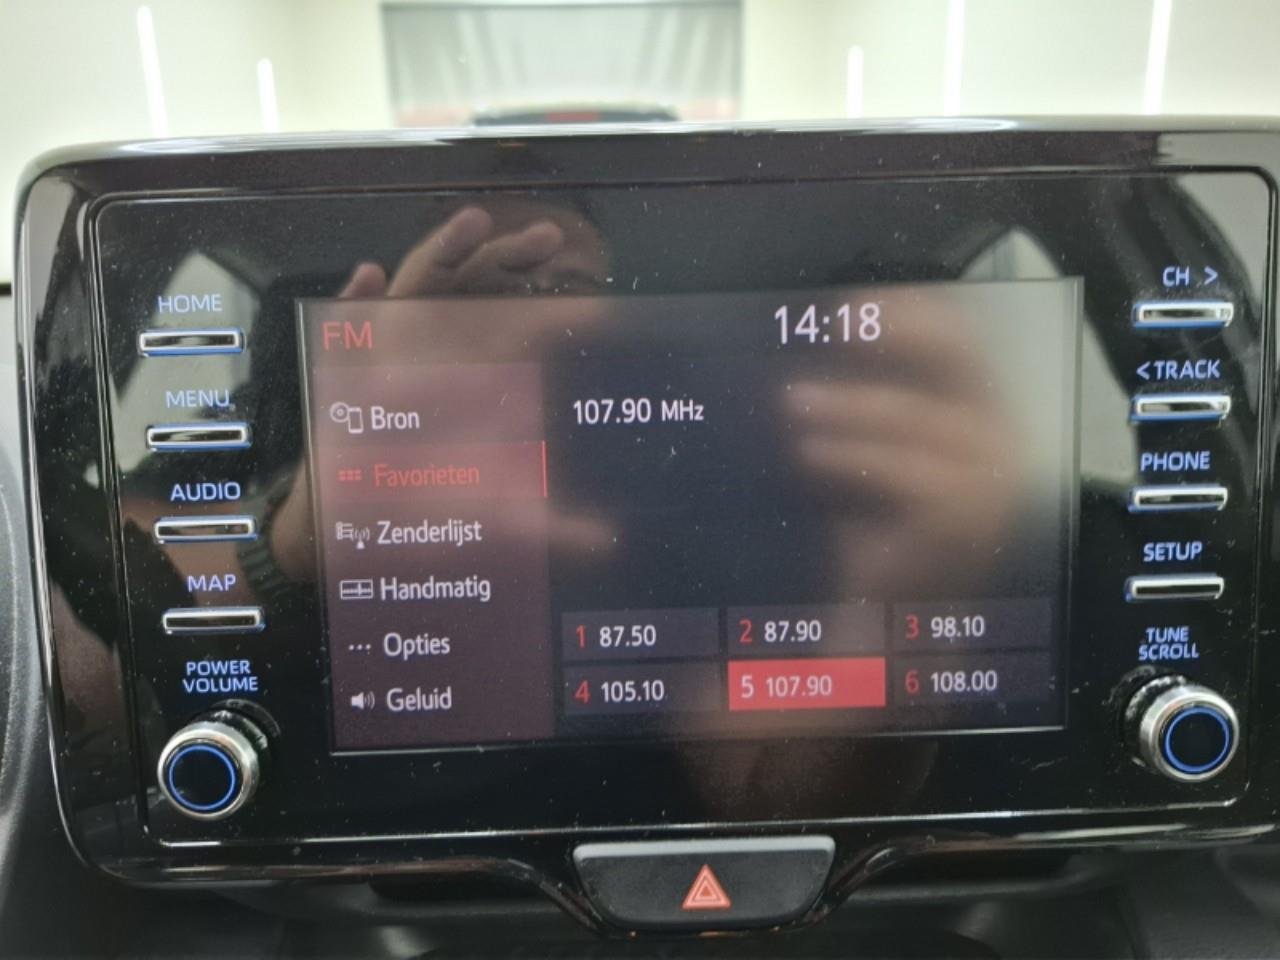 HOME
MENU
AUDIO
MAP
POWER
VOLUME
FM
14:18
Bron
Favorieten
Zenderlijst
Handmatig
Opties
Geluid
107.90 MHz
1 87.50
2 87.90
3 98.10
4 105.10
5 107.90
6 108.00
CH >
< TRACK
PHONE
SETUP
TUNE
SCROLL